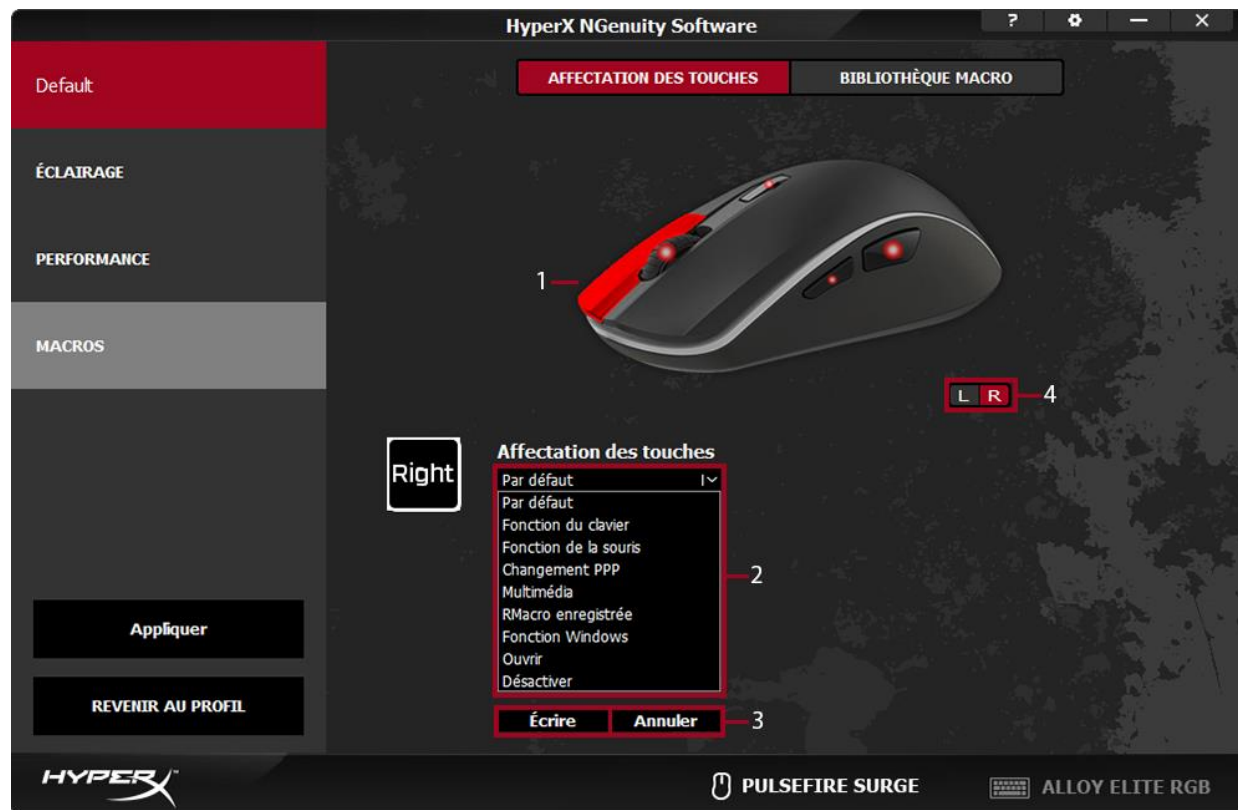 HyperX NGenuity Software
?
Default
AFFECTATION DES TOUCHES
BIBLIOTHÈQUE MACRO
ÉCLAIRAGE
PERFORMANCE
1
MACROS
L R
4
Right
Affectation des touches
Par défaut
Par défaut
Fonction du clavier
Fonction de la souris
Changement PPP
2
Multimédia
RMacro enregistrée
Fonction Windows
Ouvrir
Désactiver
Appliquer
REVENIR AU PROFIL
Écrire
Annuler
3
HYPERX™
PULSEFIRE SURGE
ALLOY ELITE RGB